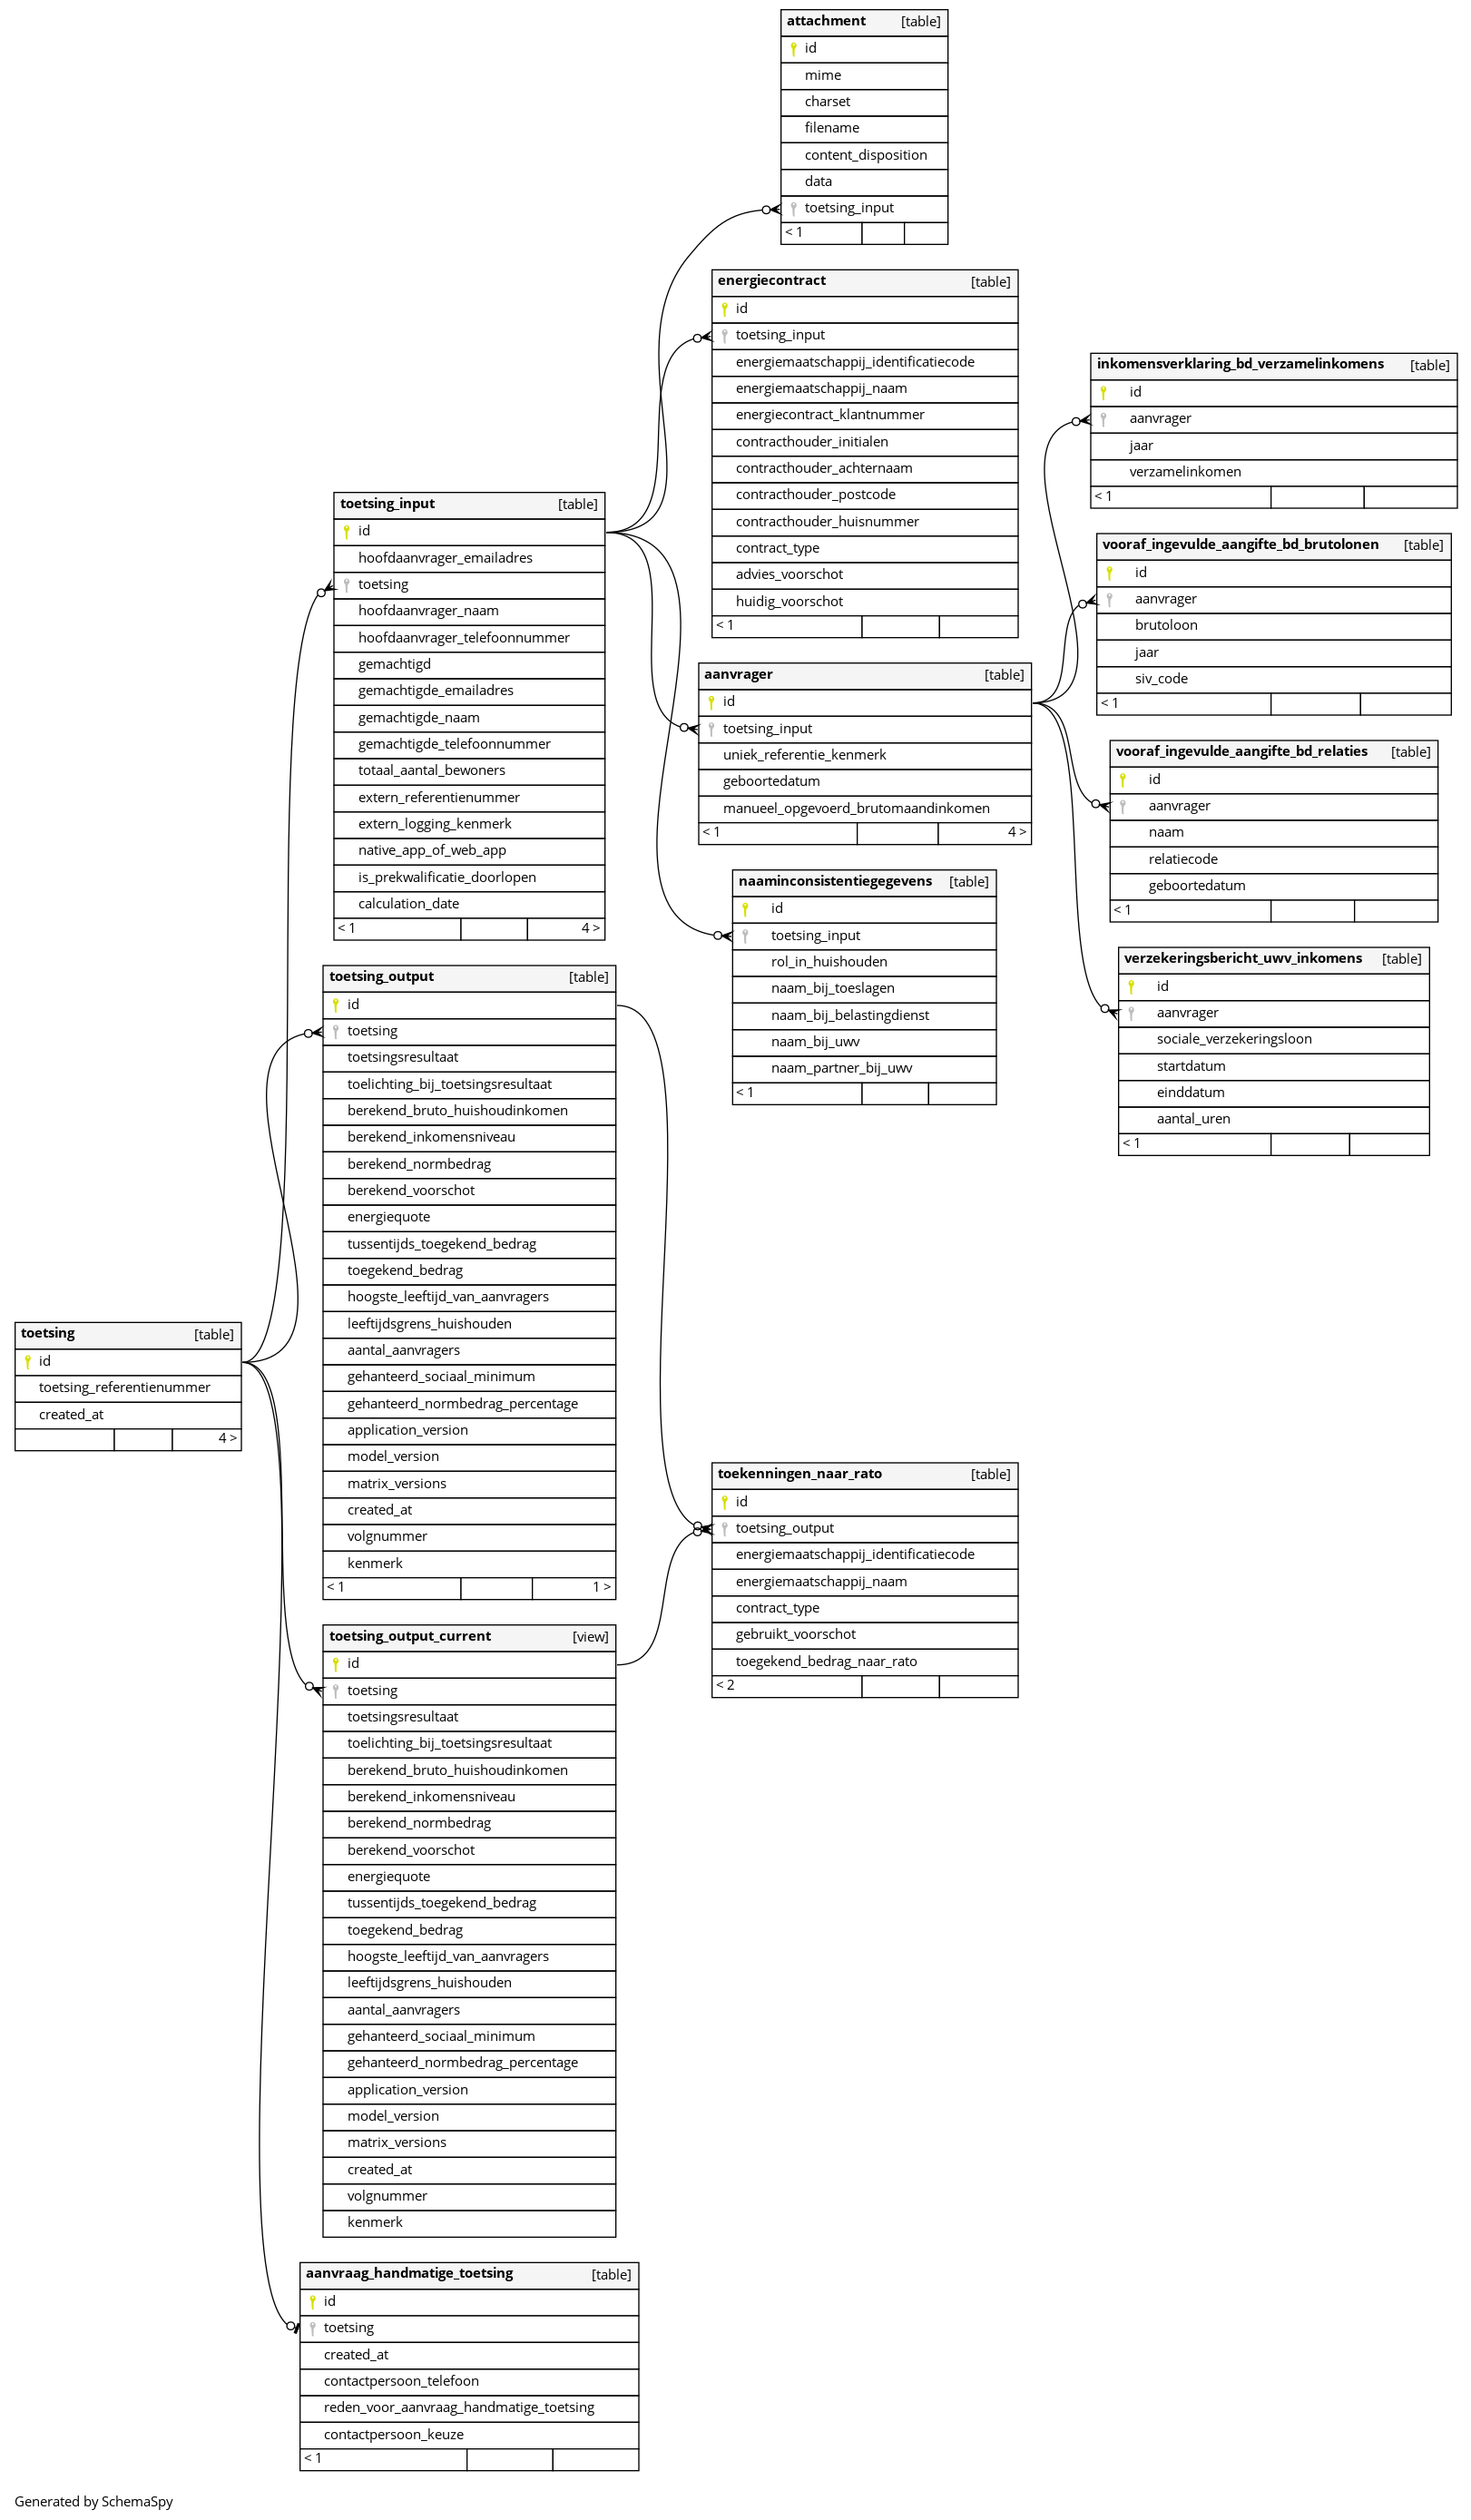 attachment [table]
id
mime
charset
filename
content_disposition
data
toetsing_input
< 1
energiecontract [table]
id
toetsing_input
energiemaatschappij_identificatiecode
energiemaatschappij_naam
energiecontract_klantnummer
contracthouder_initialen
contracthouder_achternaam
contracthouder_postcode
contracthouder_huisnummer
contract_type
advies_voorschot
huidig_voorschot
< 1
inkomensverklaring_bd_verzamelinkomens [table]
id
aanvrager
jaar
verzamelinkomen
< 1
toetsing_input [table]
id
hoofdaanvrager_emailadres
toetsing
hoofdaanvrager_naam
hoofdaanvrager_telefoonnummer
gemachtigd
gemachtigde_emailadres
gemachtigde_naam
gemachtigde_telefoonnummer
totaal_aantal_bewoners
extern_referentienummer
extern_logging_kenmerk
native_app_of_web_app
is_prekwalificatie_doorlopen
calculation_date
< 1 4 >
vooraf_ingevulde_aangifte_bd_brutolonen [table]
id
aanvrager
brutoloon
jaar
siv_code
< 1
aanvrager [table]
id
toetsing_input
uniek_referentie_kenmerk
geboortedatum
manueel_opgevoerd_brutomaandinkomen
< 1 4 >
vooraf_ingevulde_aangifte_bd_relaties [table]
id
aanvrager
naam
relatiecode
geboortedatum
< 1
naaminconsistentiegegevens [table]
id
toetsing_input
rol_in_huishouden
naam_bij_toeslagen
naam_bij_belastingdienst
naam_bij_uwv
naam_partner_bij_uwv
< 1
verzekeringsbericht_uwv_inkomens [table]
id
aanvrager
sociale_verzekeringsloon
startdatum
einddatum
aantal_uren
< 1
toetsing_output [table]
id
toetsing
toetsingsresultaat
toelichting_bij_toetsingsresultaat
berekend_bruto_huishoudinkomen
berekend_inkomensniveau
berekend_normbedrag
berekend_voorschot
energiequote
tussentijds_toegekend_bedrag
toegekend_bedrag
hoogste_leeftijd_van_aanvragers
leeftijdsgrens_huishouden
aantal_aanvragers
gehanteerd_sociaal_minimum
gehanteerd_normbedrag_percentage
application_version
model_version
matrix_versions
created_at
volgnummer
kenmerk
< 1 1 >
toetsing [table]
id
toetsing_referentienummer
created_at
4 >
toekenningen_naar_rato [table]
id
toetsing_output
energiemaatschappij_identificatiecode
energiemaatschappij_naam
contract_type
gebruikt_voorschot
toegekend_bedrag_naar_rato
< 2
toetsing_output_current [view]
id
toetsing
toetsingsresultaat
toelichting_bij_toetsingsresultaat
berekend_bruto_huishoudinkomen
berekend_inkomensniveau
berekend_normbedrag
berekend_voorschot
energiequote
tussentijds_toegekend_bedrag
toegekend_bedrag
hoogste_leeftijd_van_aanvragers
leeftijdsgrens_huishouden
aantal_aanvragers
gehanteerd_sociaal_minimum
gehanteerd_normbedrag_percentage
application_version
model_version
matrix_versions
created_at
volgnummer
kenmerk
aanvraag_handmatige_toetsing [table]
id
toetsing
created_at
contactpersoon_telefoon
reden_voor_aanvraag_handmatige_toetsing
contactpersoon_keuze
< 1
Generated by SchemaSpy